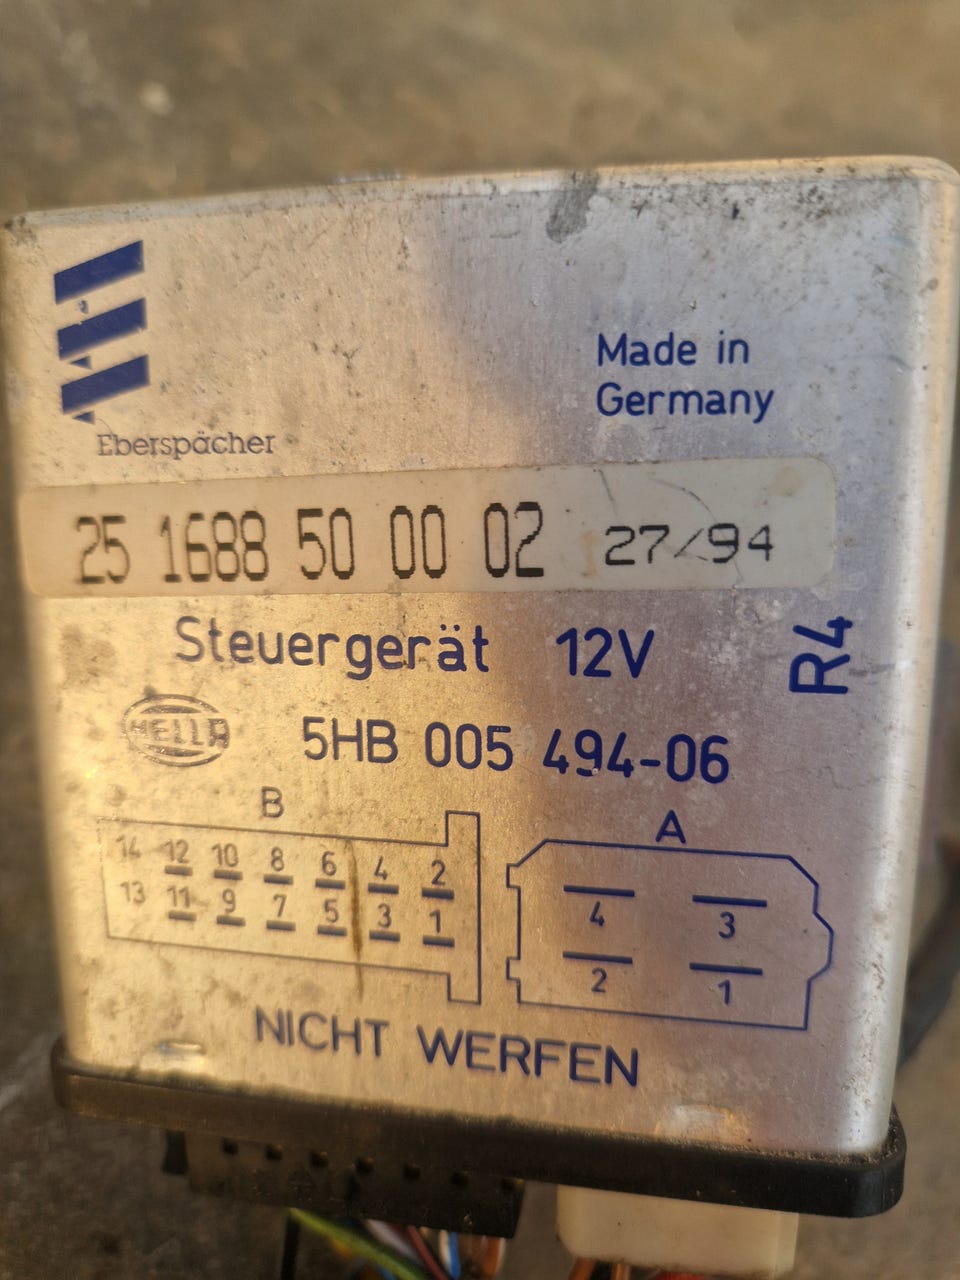 Made in
Germany
Eberspächer
25 1688 50 00 02 27/94
Steuergerät 12V
R4
HELLA
5HB 005 494-06
B
A
14 12 10 8 6 4 2
13 11 9 7 5 3 1
4 3
2 1
NICHT WERFEN